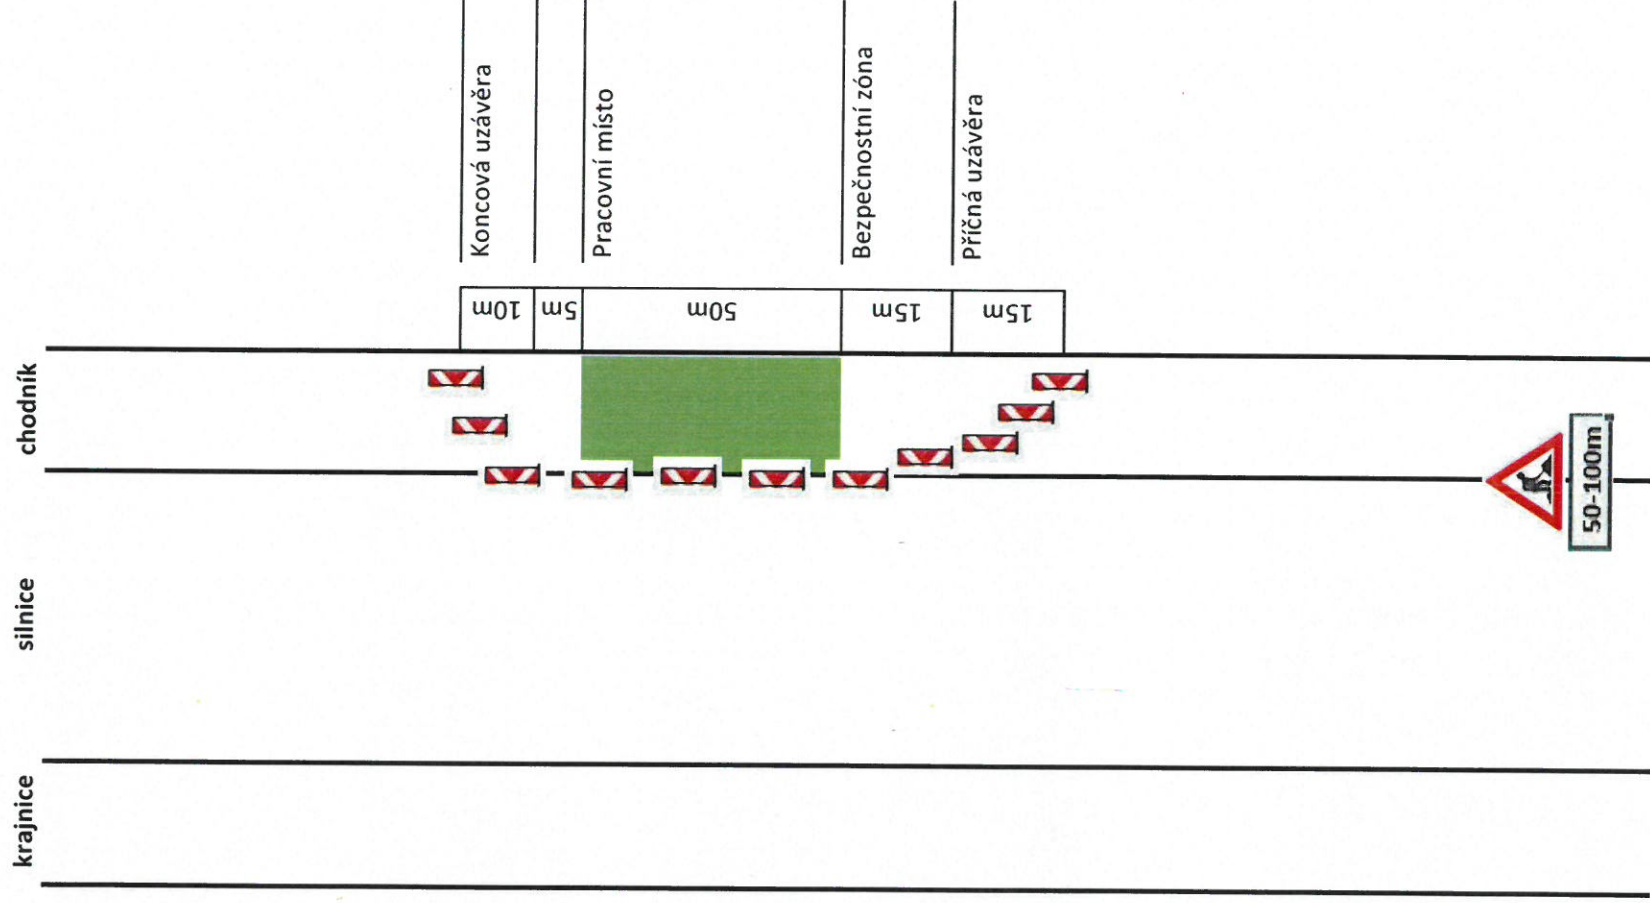 krajnice
silnice
chodník
10m
5m
50m
15m
15m
Koncová uzávěra
Pracovní místo
Bezpečnostní zóna
Příčná uzávěra
50-100m